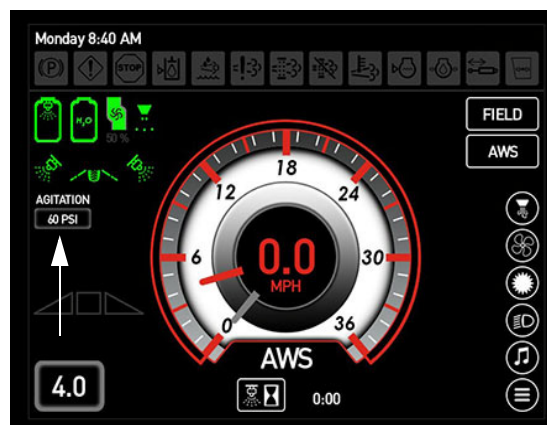 Monday 8:40 AM
(P)
STOP
FIELD
AWS
H₂O
50 %
AGITATION
60 PSI
0
6
12
18
24
30
36
0.0
MPH
AWS
4.0
0:00